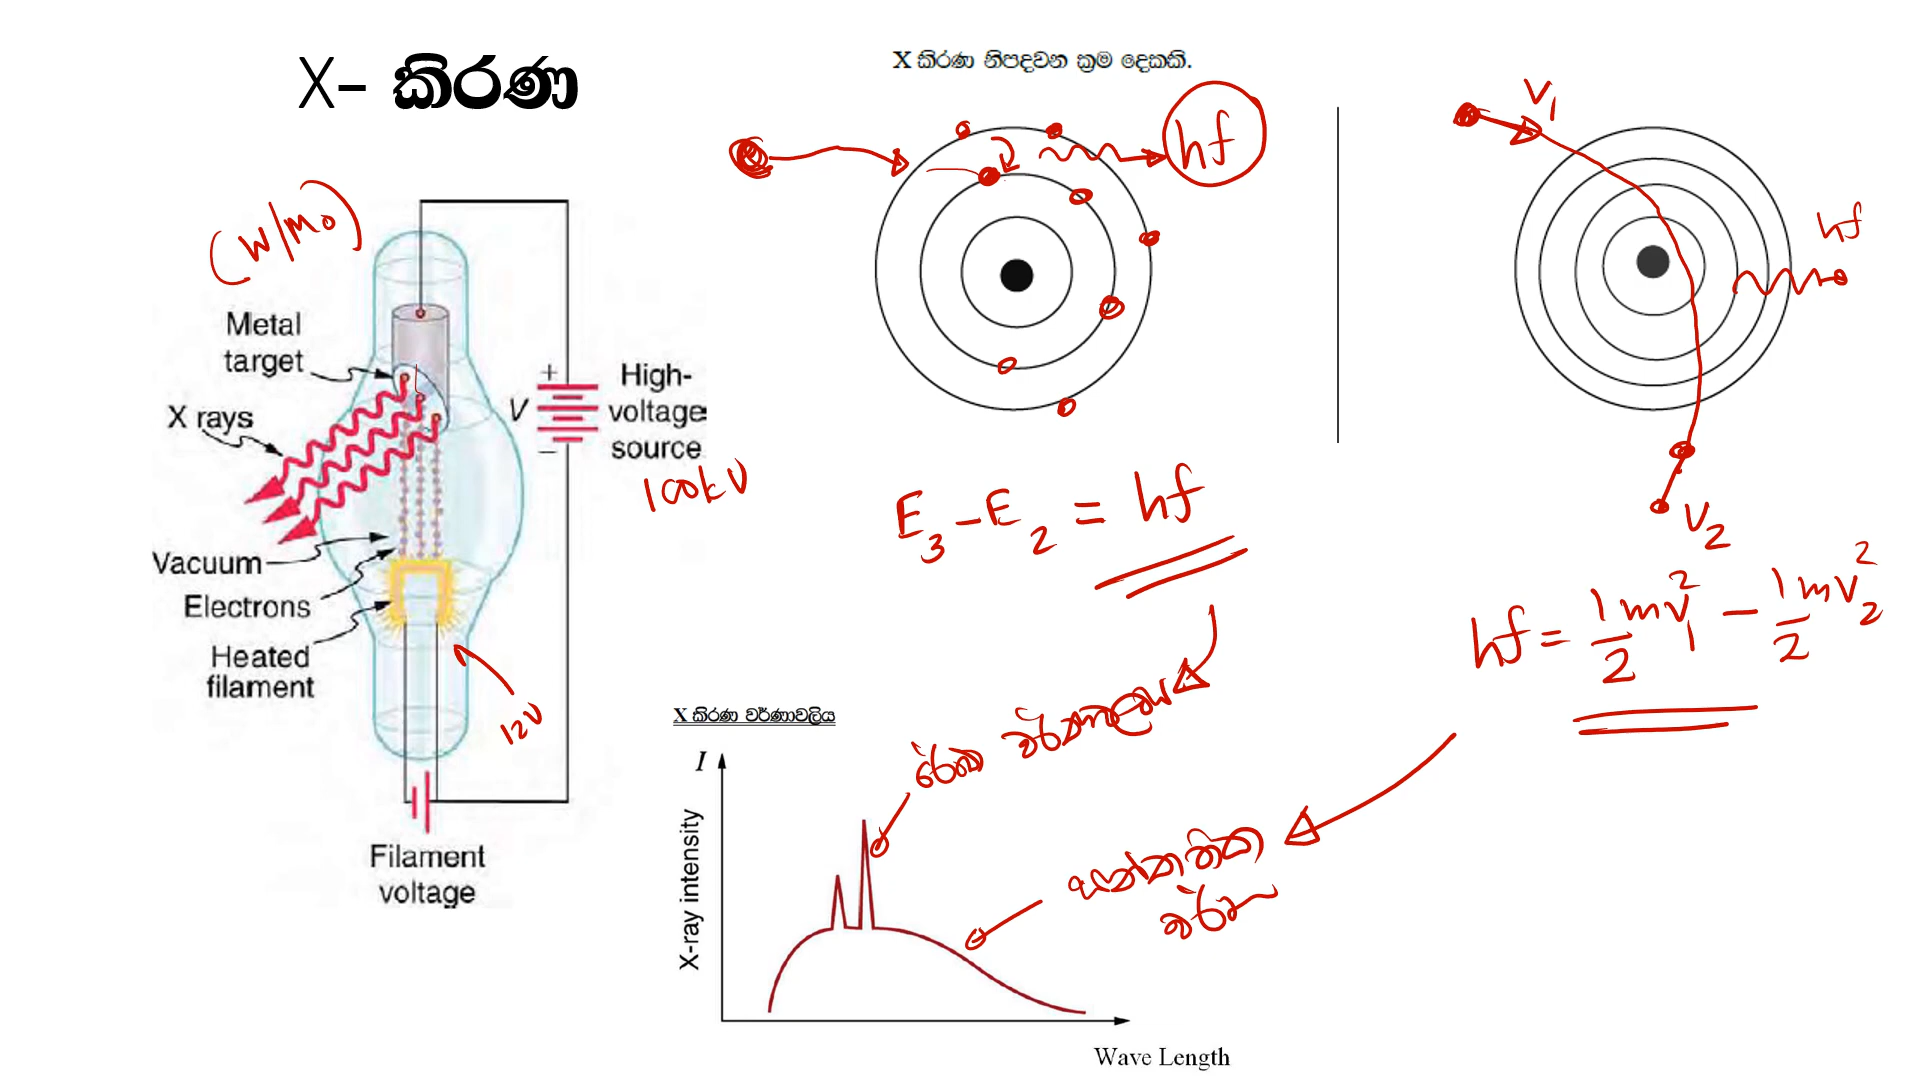 X- කිරණ
X කිරණ නිපදවන ක්‍රම දෙකකි.
(W/Mo)
Metal
target
X rays
Vacuum
Electrons
Heated
filament
12V
+
V
−
High-
voltage
source
100kV
Filament
voltage
hf
E3 − E2 = hf
V1
hf
V2
hf = 1/2 mv1² − 1/2 mv2²
X කිරණ වර්ණාවලිය
I
X-ray intensity
රේඛා
Wave Length